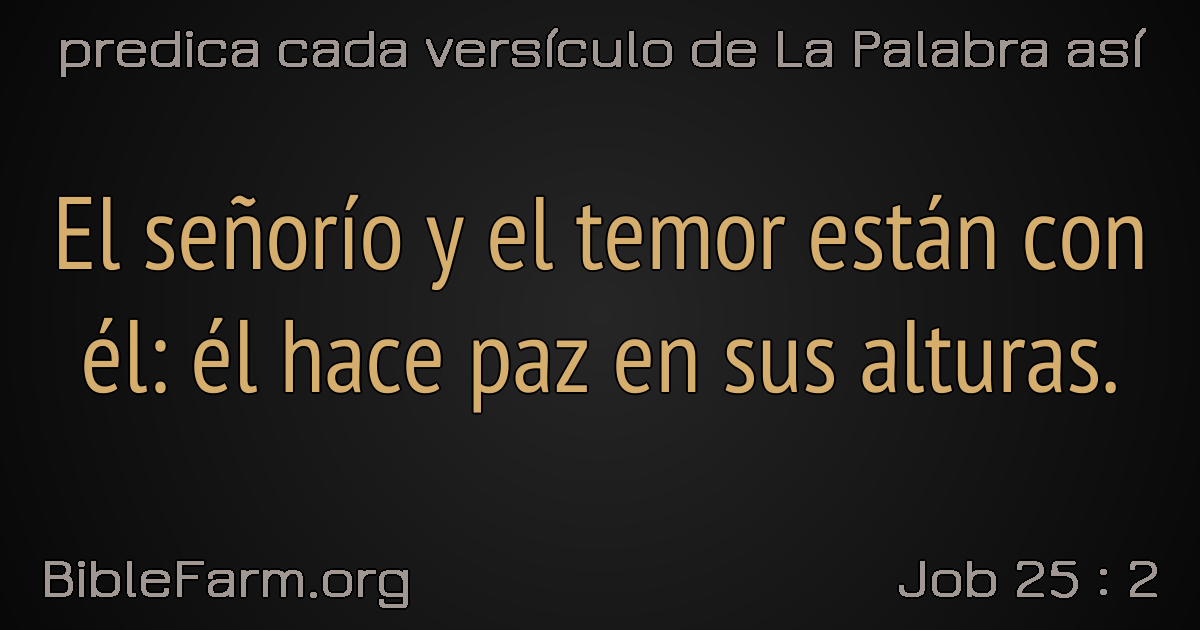 predica cada versículo de La Palabra así
El señorío y el temor están con
él: él hace paz en sus alturas.
BibleFarm.org
Job 25 : 2